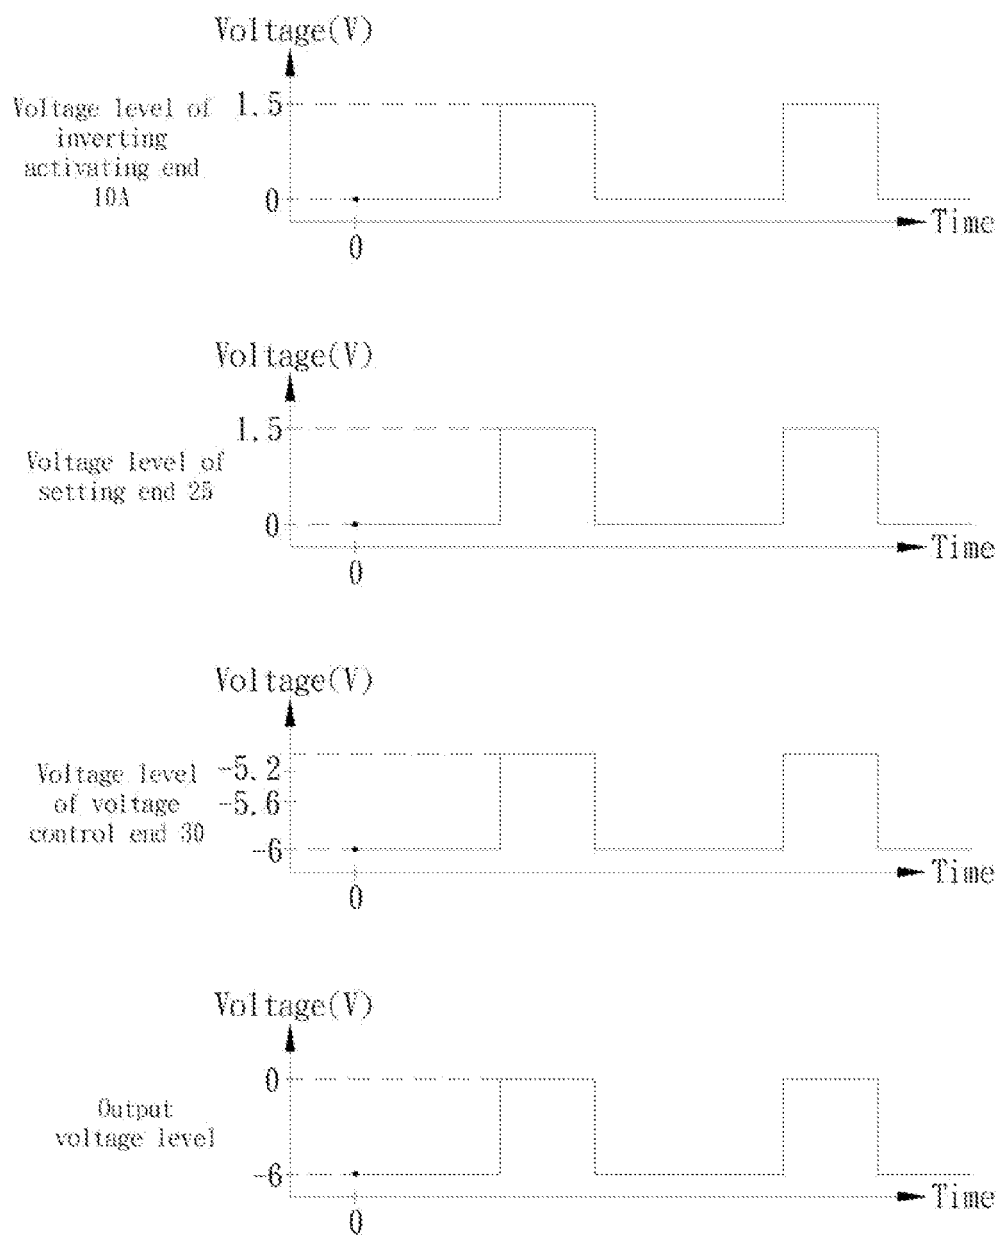 Voltage(V)
Voltage level of
inverting
activating end
10A
1.5
0
0
Time
Voltage(V)
Voltage level of
setting end 25
1.5
0
0
Time
Voltage(V)
Voltage level
of voltage
control end 30
-5.2
-5.6
-6
0
Time
Voltage(V)
Output
voltage level
0
-6
0
Time